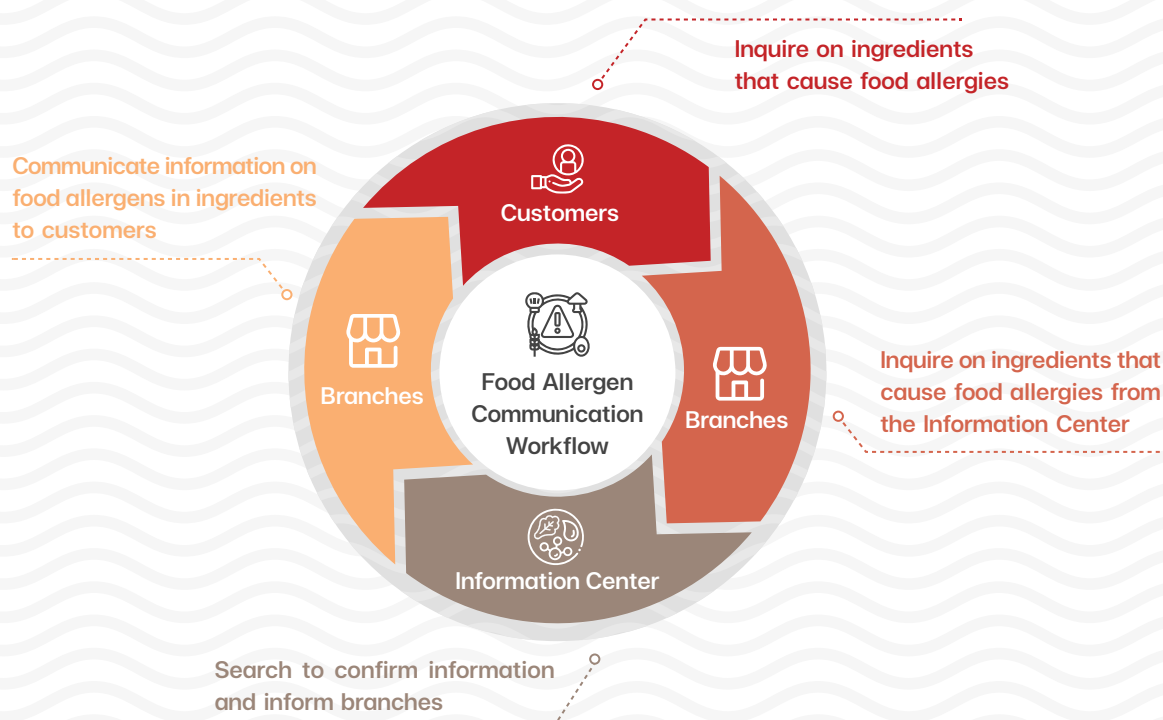 Inquire on ingredients
that cause food allergies
Customers
Communicate information on
food allergens in ingredients
to customers
Branches
Food Allergen
Communication
Workflow
Branches
Inquire on ingredients that
cause food allergies from
the Information Center
Information Center
Search to confirm information
and inform branches